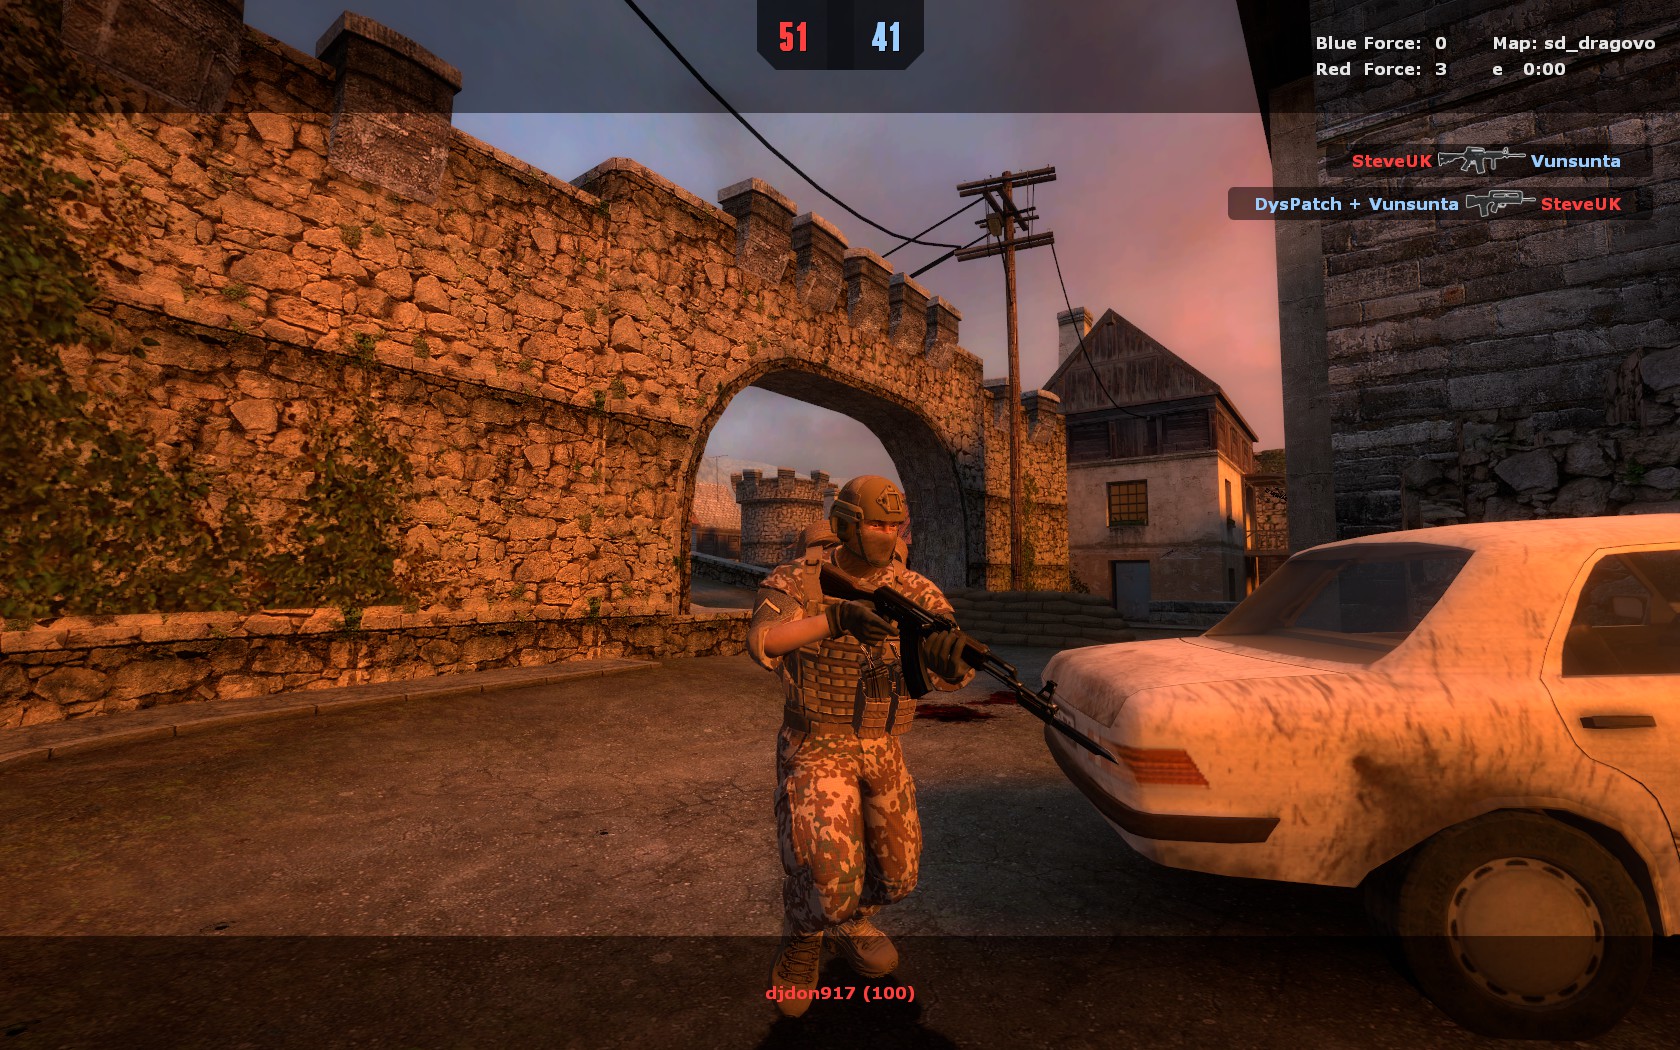 51 41
Blue Force: 0 Map: sd_dragovo
Red Force: 3 e 0:00
SteveUK Vunsunta
DysPatch + Vunsunta SteveUK
djdon917 (100)